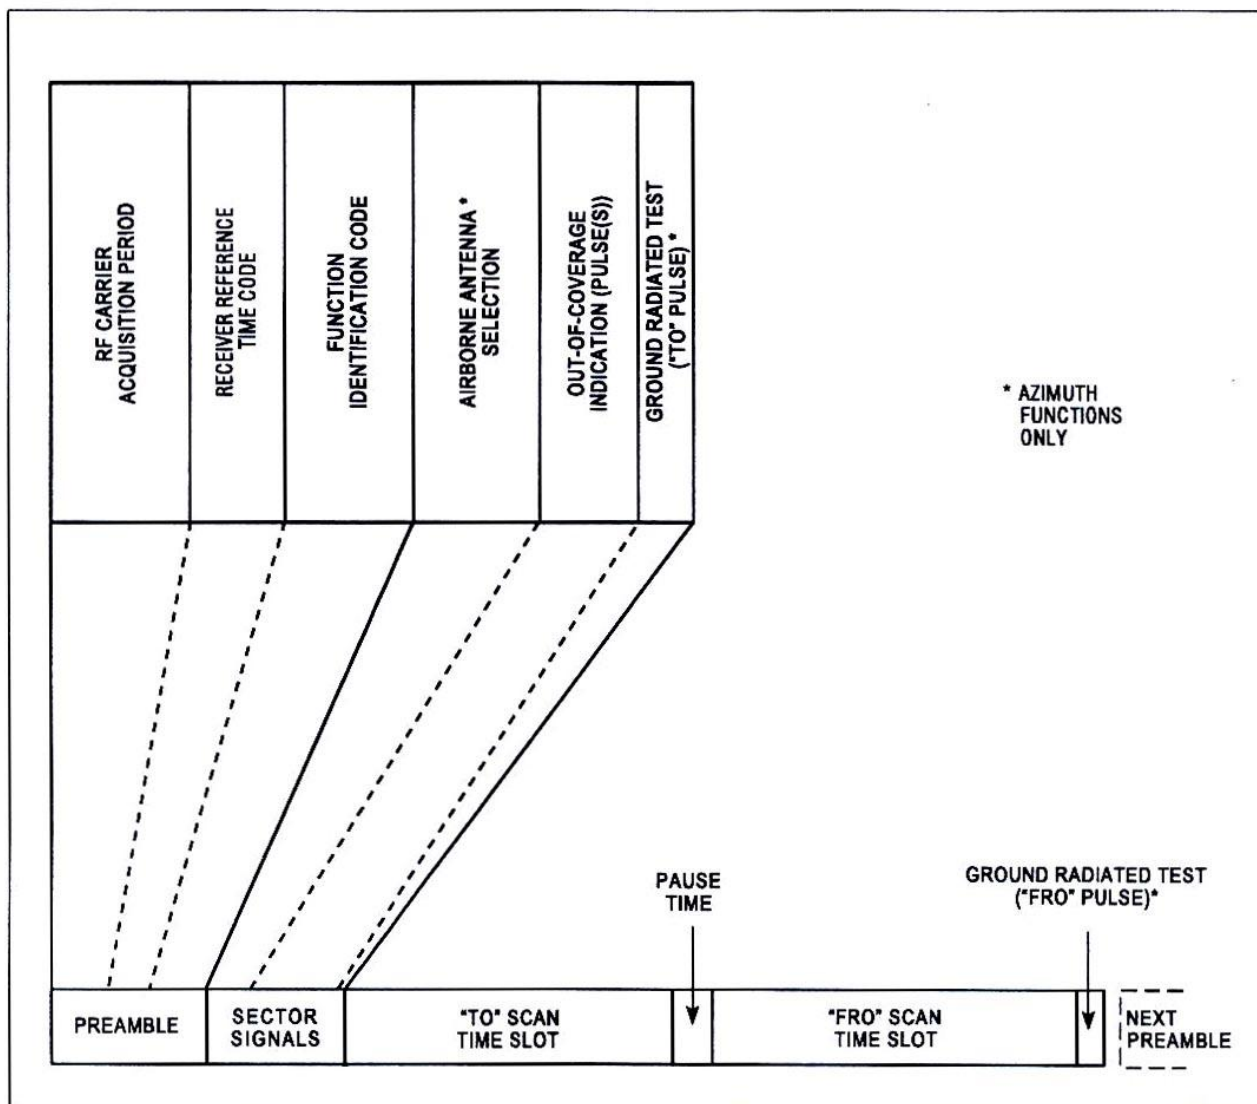 RF CARRIER
ACQUISITION PERIOD
RECEIVER REFERENCE
TIME CODE
FUNCTION
IDENTIFICATION CODE
AIRBORNE ANTENNA *
SELECTION
OUT-OF-COVERAGE
INDICATION (PULSE(S))
GROUND RADIATED TEST
("TO" PULSE) *
* AZIMUTH
FUNCTIONS
ONLY
PAUSE
TIME
GROUND RADIATED TEST
("FRO" PULSE)*
PREAMBLE
SECTOR
SIGNALS
"TO" SCAN
TIME SLOT
"FRO" SCAN
TIME SLOT
NEXT
PREAMBLE